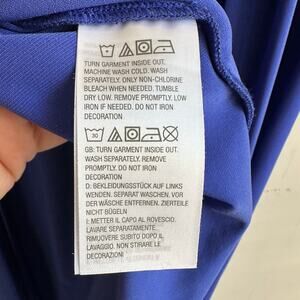 TURN GARMENT INSIDE OUT.
MACHINE WASH COLD. WASH
SEPARATELY. ONLY NON-CHLORINE
BLEACH WHEN NEEDED. TUMBLE
DRY LOW. REMOVE PROMPTLY. LOW
IRON IF NEEDED. DO NOT IRON
DECORATION
30
GB: TURN GARMENT INSIDE OUT.
WASH SEPARATELY. REMOVE
PROMPTLY. DO NOT IRON
DECORATION
D: BEKLEIDUNGSSTÜCK AUF LINKS
WENDEN. SEPARAT WASCHEN, VOR
DER WÄSCHE ENTFERNEN. ZIERTEILE
NICHT BÜGELN
I: METTER IL CAPO AL ROVESCIO.
LAVARE SEPARATAMENTE.
RIMUOVERE SUBITO DOPO IL
LAVAGGIO. NON STIRARE LE
DECORAZIONI